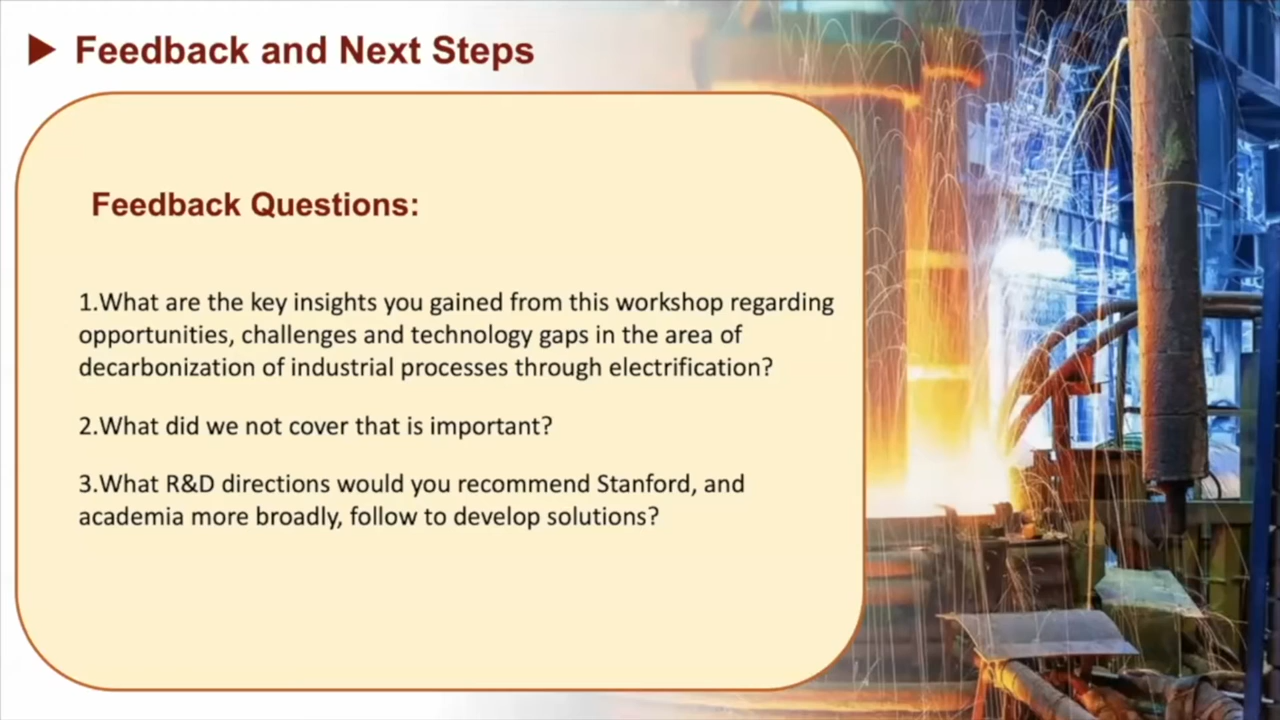 Feedback and Next Steps
Feedback Questions:
1.What are the key insights you gained from this workshop regarding
opportunities, challenges and technology gaps in the area of
decarbonization of industrial processes through electrification?
2.What did we not cover that is important?
3.What R&D directions would you recommend Stanford, and
academia more broadly, follow to develop solutions?